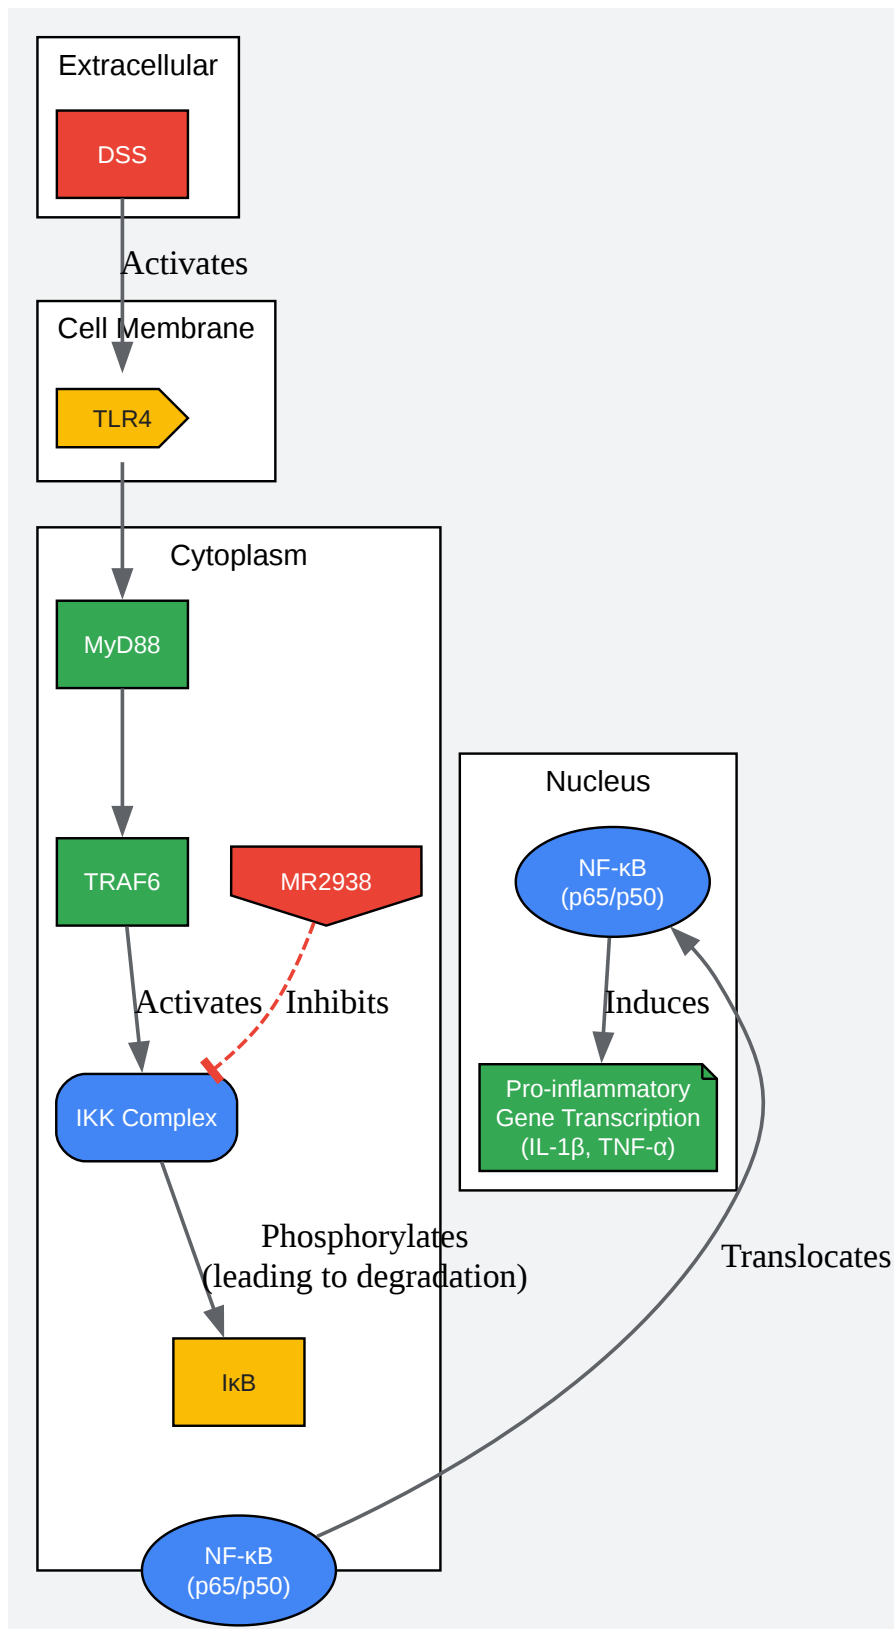 Extracellular
DSS
Activates
Cell Membrane
TLR4
Cytoplasm
MyD88
TRAF6
MR2938
Activates
Inhibits
IKK Complex
Phosphorylates
(leading to degradation)
IκB
NF-κB
(p65/p50)
Nucleus
NF-κB
(p65/p50)
Induces
Pro-inflammatory
Gene Transcription
(IL-1β, TNF-α)
Translocates